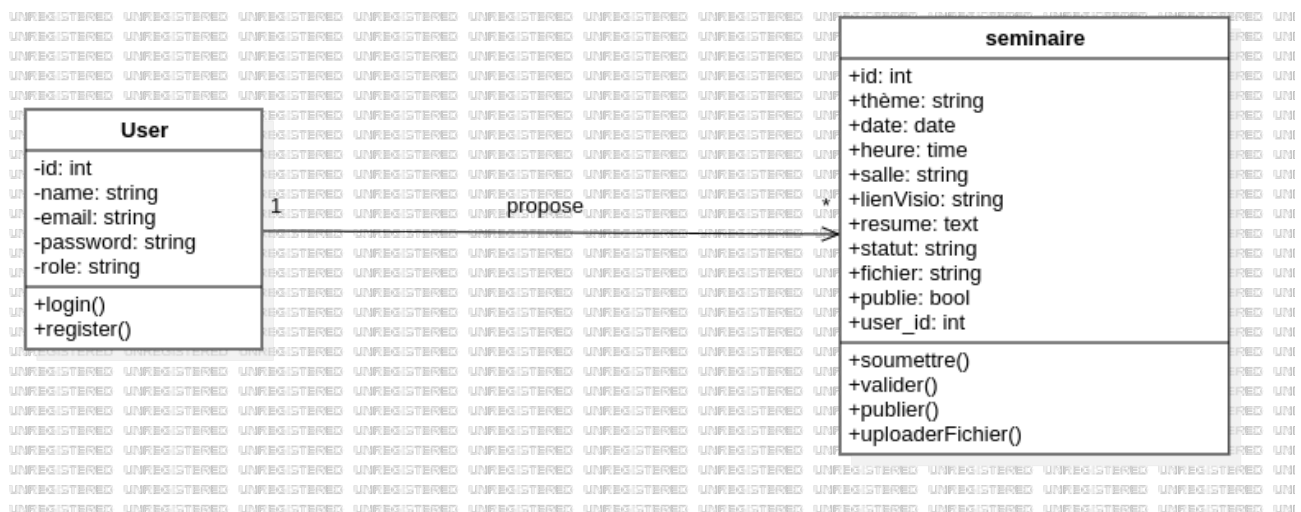 User
-id: int
-name: string
-email: string
-password: string
-role: string
+login()
+register()
1
propose
*
seminaire
+id: int
+thème: string
+date: date
+heure: time
+salle: string
+lienVisio: string
+resume: text
+statut: string
+fichier: string
+publie: bool
+user_id: int
+soumettre()
+valider()
+publier()
+uploaderFichier()
UNREGISTERED